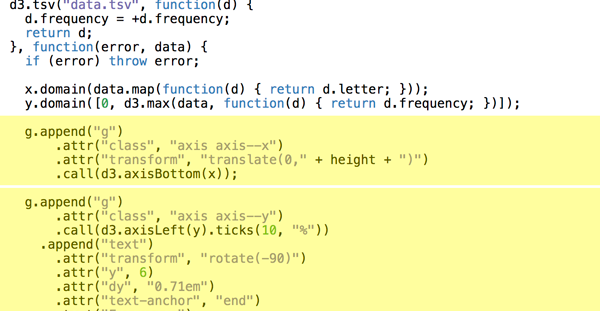 d3.tsv("data.tsv", function(d) {
  d.frequency = +d.frequency;
  return d;
}, function(error, data) {
  if (error) throw error;

  x.domain(data.map(function(d) { return d.letter; }));
  y.domain([0, d3.max(data, function(d) { return d.frequency; })]);

  g.append("g")
      .attr("class", "axis axis--x")
      .attr("transform", "translate(0," + height + ")")
      .call(d3.axisBottom(x));

  g.append("g")
      .attr("class", "axis axis--y")
      .call(d3.axisLeft(y).ticks(10, "%"))
    .append("text")
      .attr("transform", "rotate(-90)")
      .attr("y", 6)
      .attr("dy", "0.71em")
      .attr("text-anchor", "end")